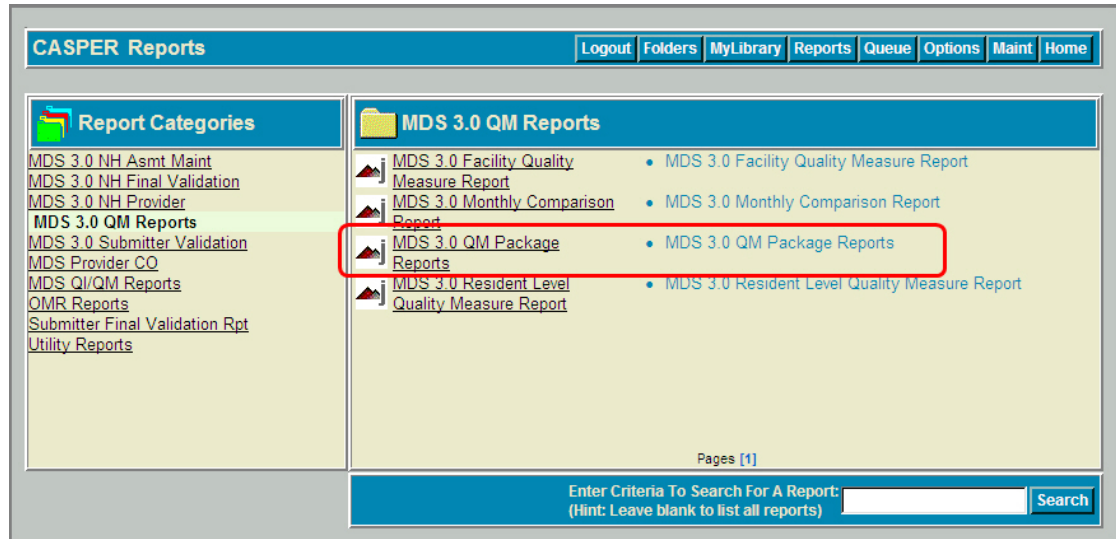 CASPER Reports
Logout Folders MyLibrary Reports Queue Options Maint Home
Report Categories
MDS 3.0 NH Asmt Maint
MDS 3.0 NH Final Validation
MDS 3.0 NH Provider
MDS 3.0 QM Reports
MDS 3.0 Submitter Validation
MDS Provider CO
MDS QI/QM Reports
OMR Reports
Submitter Final Validation Rpt
Utility Reports
MDS 3.0 QM Reports
MDS 3.0 Facility Quality
Measure Report
• MDS 3.0 Facility Quality Measure Report
MDS 3.0 Monthly Comparison
Report
• MDS 3.0 Monthly Comparison Report
MDS 3.0 QM Package
Reports
• MDS 3.0 QM Package Reports
MDS 3.0 Resident Level
Quality Measure Report
• MDS 3.0 Resident Level Quality Measure Report
Pages [1]
Enter Criteria To Search For A Report:
(Hint: Leave blank to list all reports)
Search